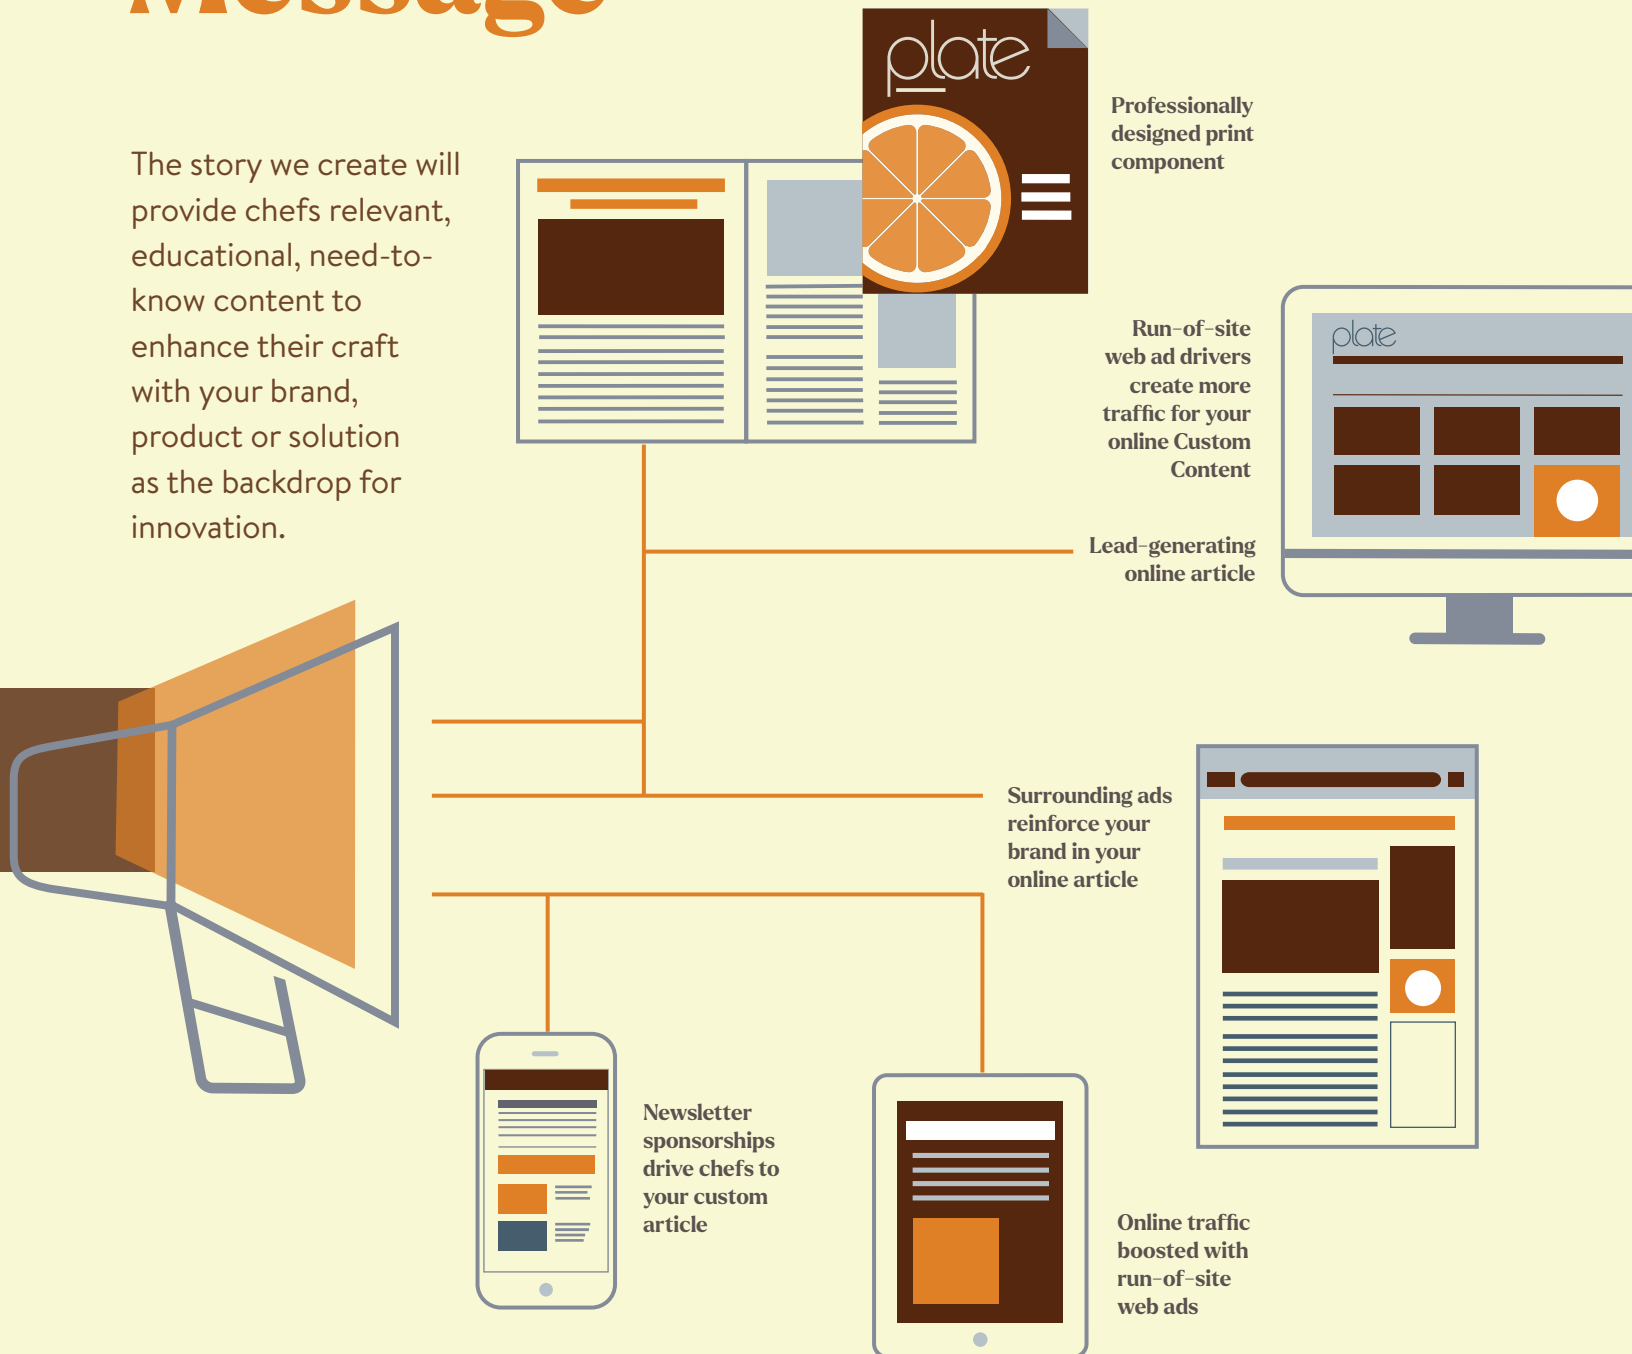 Message
plate
Professionally
designed print
component
The story we create will
provide chefs relevant,
educational, need-to-
know content to
enhance their craft
with your brand,
product or solution
as the backdrop for
innovation.
Run-of-site
web ad drivers
create more
traffic for your
online Custom
Content
plate
Lead-generating
online article
Surrounding ads
reinforce your
brand in your
online article
Newsletter
sponsorships
drive chefs to
your custom
article
Online traffic
boosted with
run-of-site
web ads